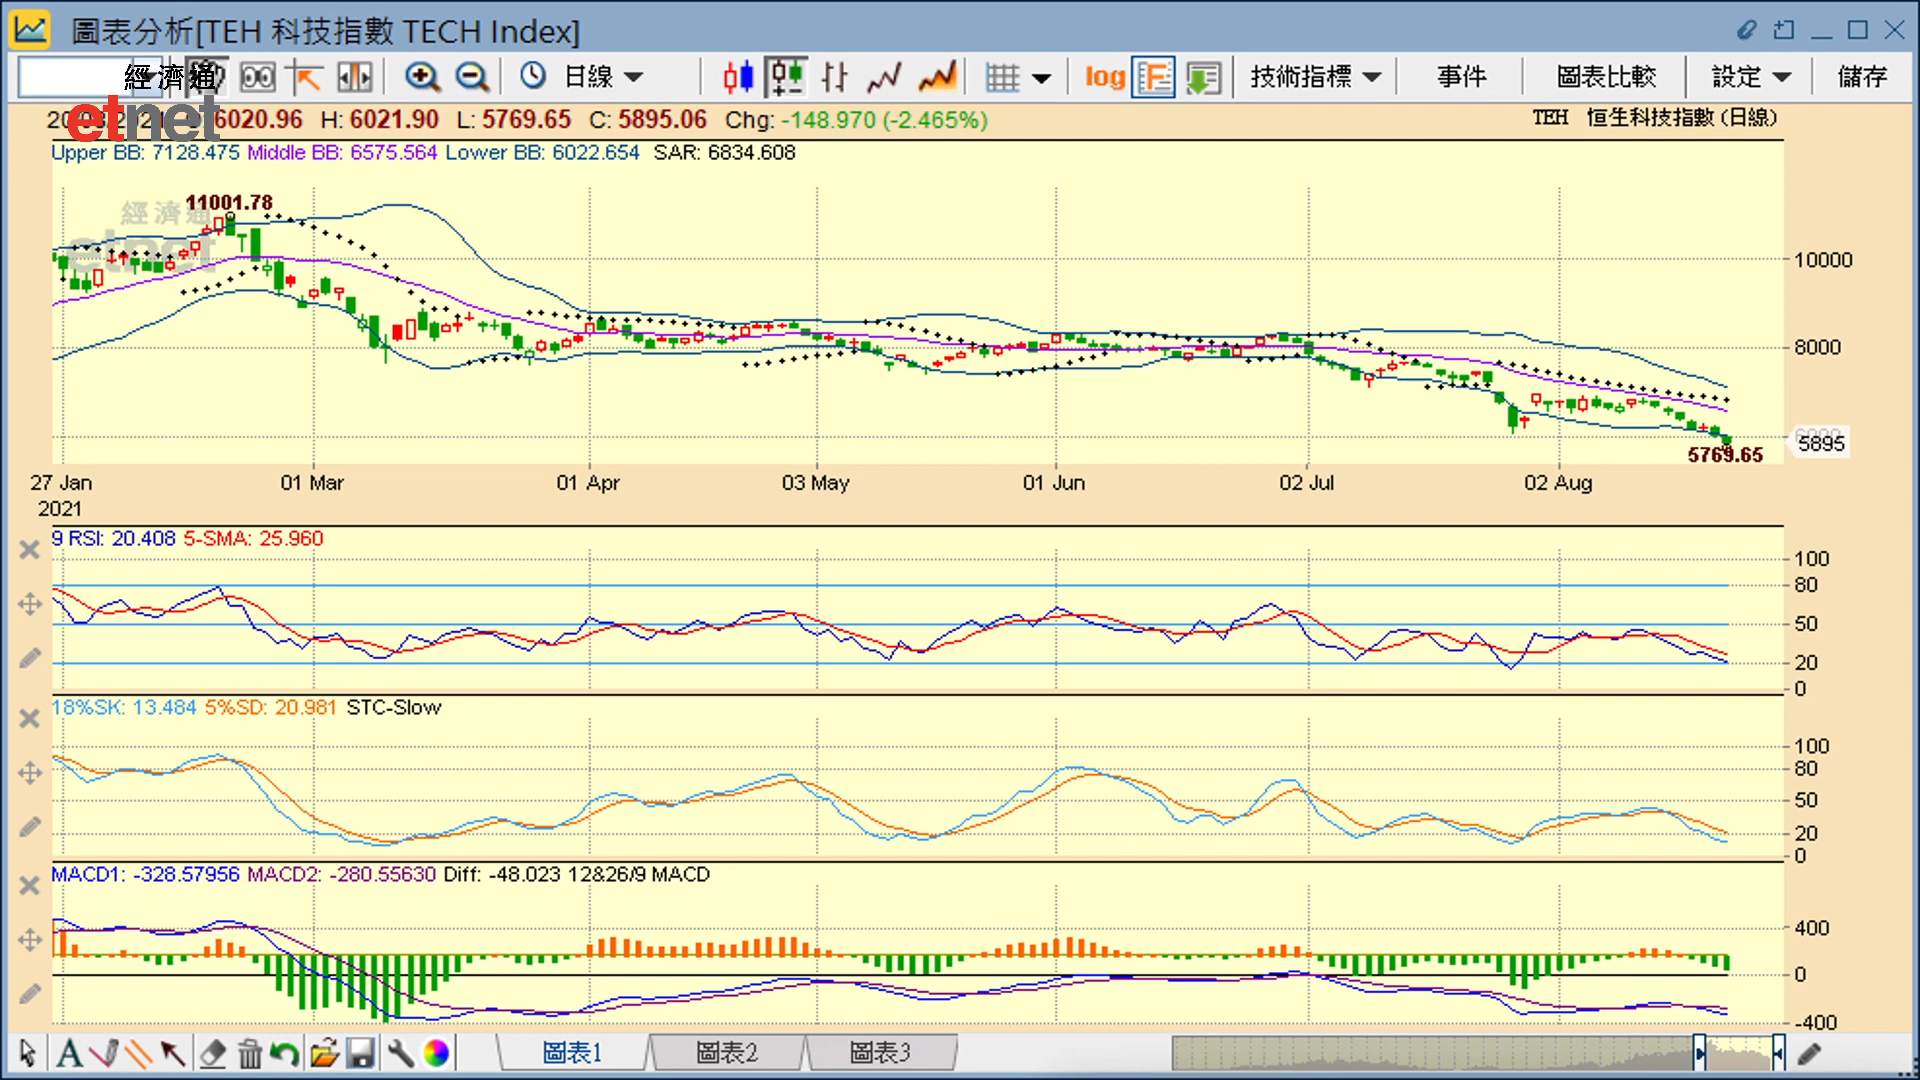 圖表分析[TEH 科技指數 TECH Index]
經濟通
etnet
日線
log
技術指標
事件
圖表比較
設定
儲存
6020.96 H: 6021.90 L: 5769.65 C: 5895.06 Chg: -148.970 (-2.465%)
TEH 恒生科技指數 (日線)
Upper BB: 7128.475 Middle BB: 6575.564 Lower BB: 6022.654 SAR: 6834.608
11001.78
經濟通
etnet
10000
8000
5895
5769.65
27 Jan 01 Mar 01 Apr 03 May 01 Jun 02 Jul 02 Aug
2021
9 RSI: 20.408 5-SMA: 25.960
100
80
50
20
0
18%SK: 13.484 5%SD: 20.981 STC-Slow
100
80
50
20
0
MACD1: -328.57956 MACD2: -280.55630 Diff: -48.023 12&26/9 MACD
400
0
-400
圖表1
圖表2
圖表3